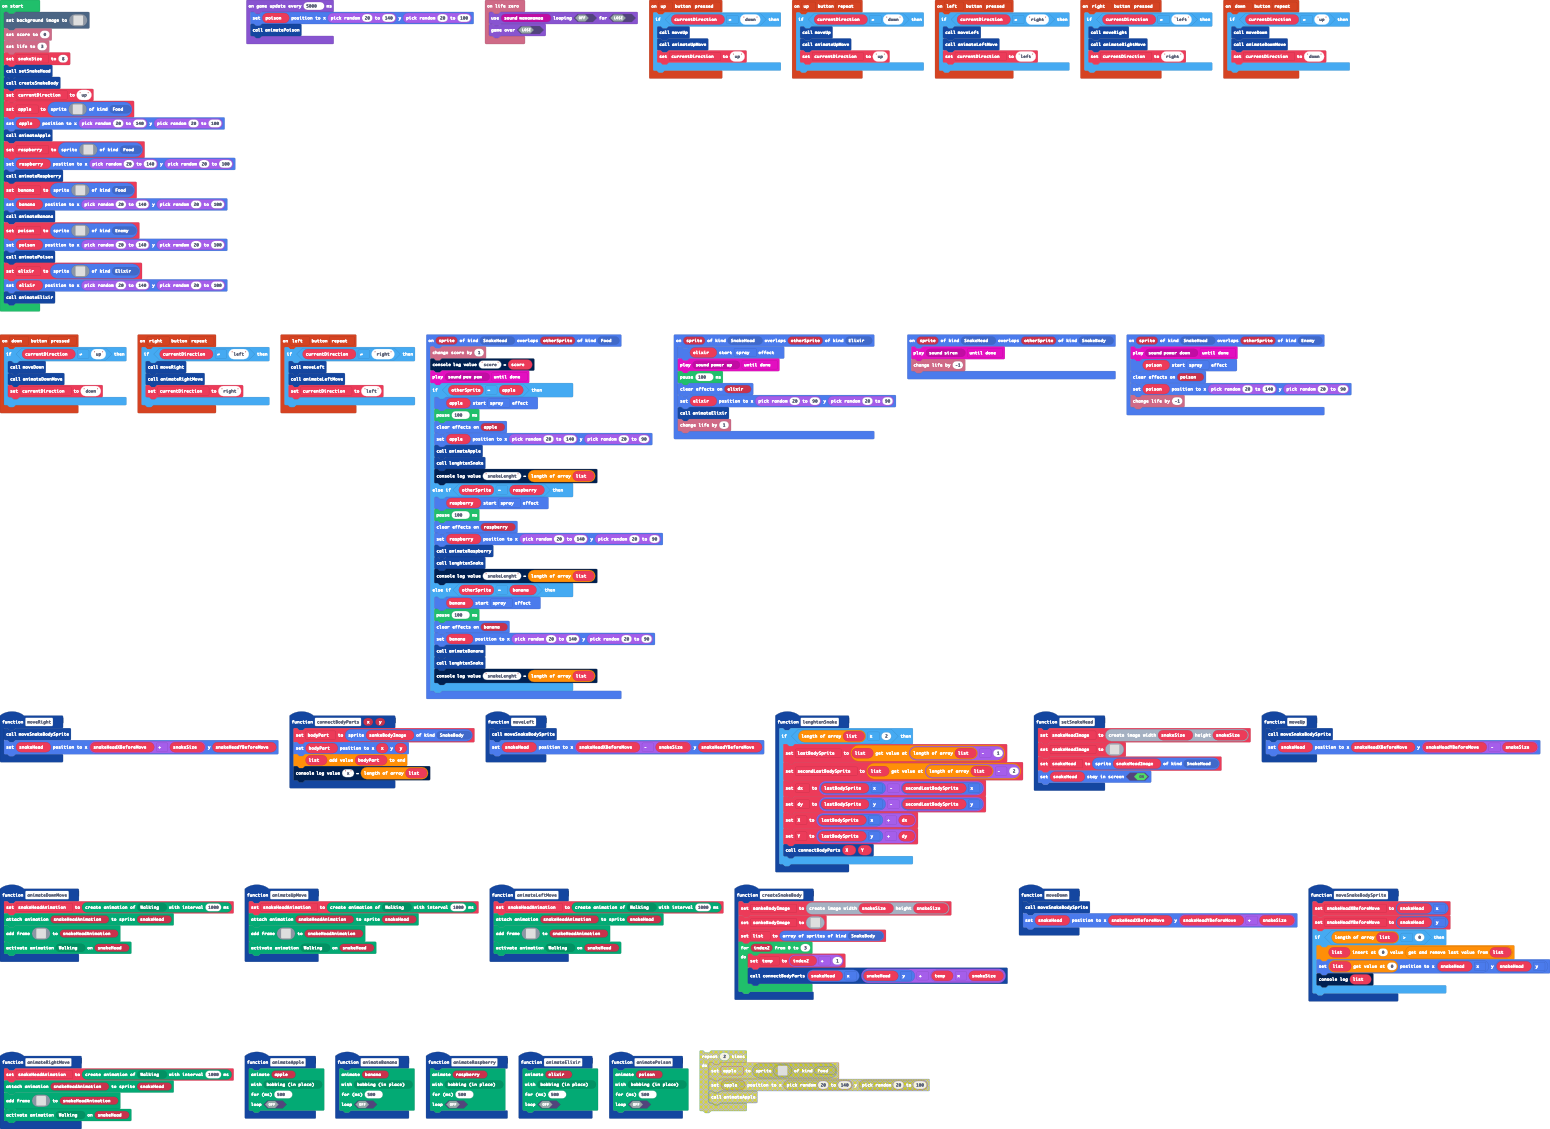 on start
set background image to
set score to 0
set life to 3
set snakeSize to 8
call setSnakeHead
call createSnakeBody
set currentDirection to up
set apple to sprite of kind Food
set apple position to x pick random 20 to 140 y pick random 20 to 100
call animateApple
set raspberry to sprite of kind Food
set raspberry position to x pick random 20 to 140 y pick random 20 to 100
call animateRaspberry
set banana to sprite of kind Food
set banana position to x pick random 20 to 140 y pick random 20 to 100
call animateBanana
set poison to sprite of kind Enemy
set poison position to x pick random 20 to 140 y pick random 20 to 100
call animatePoison
set elixir to sprite of kind Elixir
set elixir position to x pick random 20 to 140 y pick random 20 to 100
call animateElixir
on game update every 5000 ms
set poison position to x pick random 20 to 140 y pick random 20 to 100
call animatePoison
on life zero
use sound looping OFF for LOSE
game over LOSE
on up button pressed
if currentDirection ≠ down then
call moveUp
call animateUpMove
set currentDirection to up
on up button repeat
if currentDirection ≠ down then
call moveUp
call animateUpMove
set currentDirection to up
on left button pressed
if currentDirection ≠ right then
call moveLeft
call animateLeftMove
set currentDirection to left
on right button pressed
if currentDirection ≠ left then
call moveRight
call animateRightMove
set currentDirection to right
on down button repeat
if currentDirection ≠ up then
call moveDown
call animateDownMove
set currentDirection to down
on down button pressed
if currentDirection ≠ up then
call moveDown
call animateDownMove
set currentDirection to down
on right button repeat
if currentDirection ≠ left then
call moveRight
call animateRightMove
set currentDirection to right
on left button repeat
if currentDirection ≠ right then
call moveLeft
call animateLeftMove
set currentDirection to left
on sprite of kind SnakeHead overlaps otherSprite of kind Food
change score by 1
console log value score = score
play sound pew pew until done
if otherSprite = apple then
apple start spray effect
pause 100 ms
clear effects on apple
set apple position to x pick random 20 to 140 y pick random 20 to 90
call animateApple
call lenghtenSnake
console log value snakeLenght = length of array list
else if otherSprite = raspberry then
raspberry start spray effect
pause 100 ms
clear effects on raspberry
set raspberry position to x pick random 20 to 140 y pick random 20 to 90
call animateRaspberry
call lenghtenSnake
console log value snakeLenght = length of array list
else if otherSprite = banana then
banana start spray effect
pause 100 ms
clear effects on banana
set banana position to x pick random 20 to 140 y pick random 20 to 90
call animateBanana
call lenghtenSnake
console log value snakeLenght = length of array list
on sprite of kind SnakeHead overlaps otherSprite of kind Elixir
elixir start spray effect
play sound power up until done
pause 100 ms
clear effects on elixir
set elixir position to x pick random 20 to 90 y pick random 20 to 90
call animateElixir
change life by 1
on sprite of kind SnakeHead overlaps otherSprite of kind SnakeBody
play sound siren until done
change life by -1
on sprite of kind SnakeHead overlaps otherSprite of kind Enemy
play sound power down until done
poison start spray effect
clear effects on poison
set poison position to x pick random 20 to 140 y pick random 20 to 90
change life by -1
function moveRight
call moveSnakeBodySprite
set snakeHead position to x snakeHeadXBeforeMove + snakeSize y snakeHeadYBeforeMove
function connectBodyParts x y
set bodyPart to sprite snakeBodyImage of kind SnakeBody
set bodyPart position to x x y y
list add value bodyPart to end
console log value x = length of array list
function moveLeft
call moveSnakeBodySprite
set snakeHead position to x snakeHeadXBeforeMove - snakeSize y snakeHeadYBeforeMove
function lenghtenSnake
if length of array list 2 then
set lastBodySprite to list get value at length of array list - 1
set secondLastBodySprite to list get value at length of array list - 2
set dx to lastBodySprite x - secondLastBodySprite x
set dy to lastBodySprite y - secondLastBodySprite y
set X to lastBodySprite x + dx
set Y to lastBodySprite y + dy
call connectBodyParts X Y
function setSnakeHead
set snakeHeadImage to create image width snakeSize height snakeSize
set snakeHeadImage to
set snakeHead to sprite snakeHeadImage of kind SnakeHead
set snakeHead stay in screen ON
function moveUp
call moveSnakeBodySprite
set snakeHead position to x snakeHeadXBeforeMove y snakeHeadYBeforeMove - snakeSize
function animateDownMove
set snakeHeadAnimation to create animation of Walking with interval 1000 ms
attach animation snakeHeadAnimation to sprite snakeHead
add frame to snakeHeadAnimation
activate animation Walking on snakeHead
function animateUpMove
set snakeHeadAnimation to create animation of Walking with interval 1000 ms
attach animation snakeHeadAnimation to sprite snakeHead
add frame to snakeHeadAnimation
activate animation Walking on snakeHead
function animateLeftMove
set snakeHeadAnimation to create animation of Walking with interval 1000 ms
attach animation snakeHeadAnimation to sprite snakeHead
add frame to snakeHeadAnimation
activate animation Walking on snakeHead
function createSnakeBody
set snakeBodyImage to create image width snakeSize height snakeSize
set snakeBodyImage to
set list to array of sprites of kind SnakeBody
for index2 from 0 to 3
do set temp to index2 + 1
call connectBodyParts snakeHead x snakeHead y + temp × snakeSize
function moveDown
call moveSnakeBodySprite
set snakeHead position to x snakeHeadXBeforeMove y snakeHeadYBeforeMove + snakeSize
function moveSnakeBodySprite
set snakeHeadXBeforeMove to snakeHead x
set snakeHeadYBeforeMove to snakeHead y
if length of array list > 0 then
list insert at 0 value get and remove last value from list
set list get value at 0 position to x snakeHead x y snakeHead y
console log list
function animateRightMove
set snakeHeadAnimation to create animation of Walking with interval 1000 ms
attach animation snakeHeadAnimation to sprite snakeHead
add frame to snakeHeadAnimation
activate animation Walking on snakeHead
function animateApple
animate apple
with bobbing (in place)
for (ms) 500
loop OFF
function animateBanana
animate banana
with bobbing (in place)
for (ms) 500
loop OFF
function animateRaspberry
animate raspberry
with bobbing (in place)
for (ms) 500
loop OFF
function animateElixir
animate elixir
with bobbing (in place)
for (ms) 500
loop OFF
function animatePoison
animate poison
with bobbing (in place)
for (ms) 500
loop OFF
repeat 2 times
do set apple to sprite of kind Food
set apple position to x pick random 20 to 140 y pick random 20 to 100
call animateApple